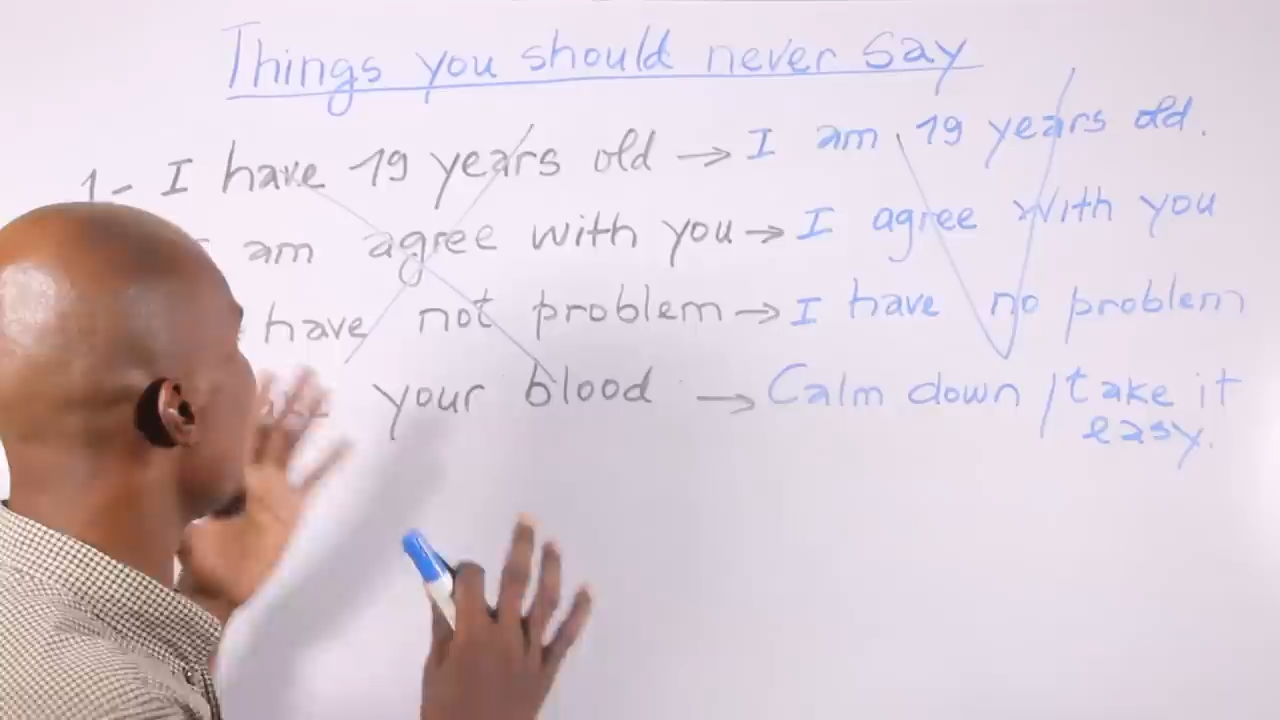 Things you should never say
1- I have 19 years old → I am 19 years old.
am agree with you → I agree with you
have not problem → I have no problem
your blood → Calm down / take it
easy.